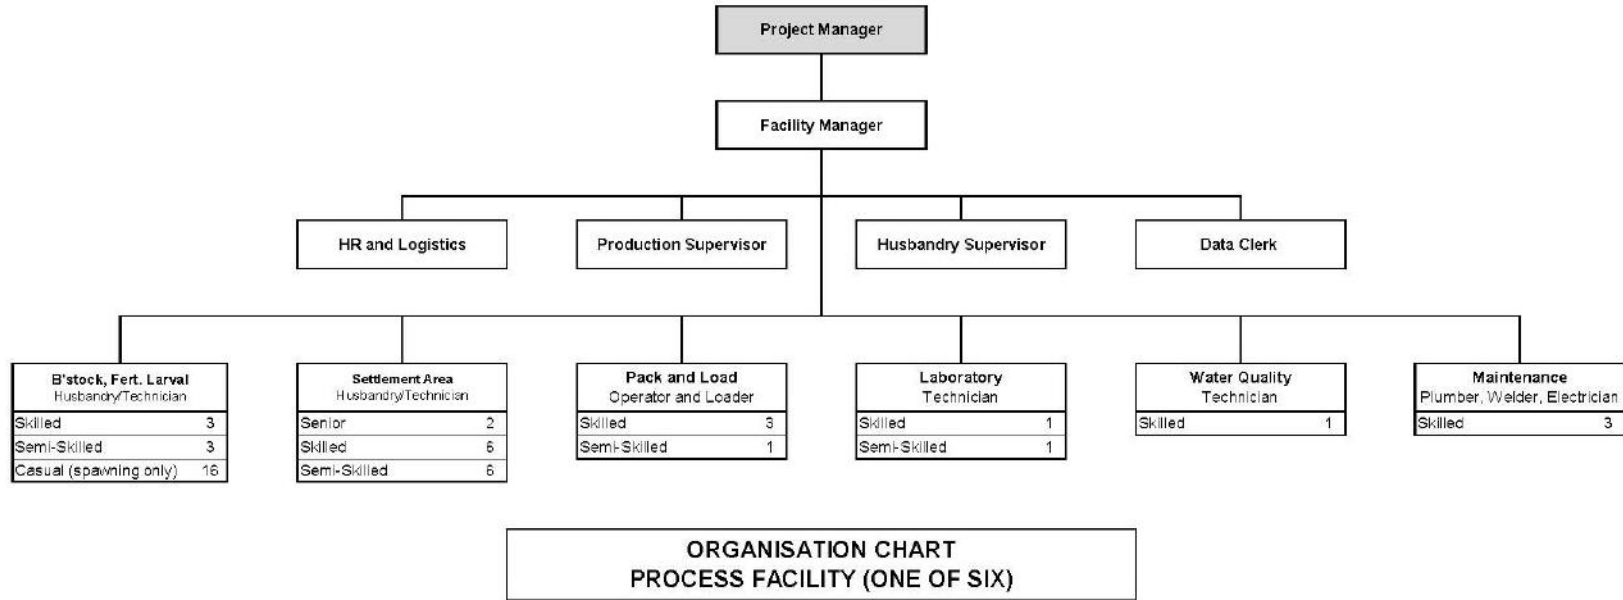 Project Manager
Facility Manager
HR and Logistics
Production Supervisor
Husbandry Supervisor
Data Clerk
B'stock, Fert. Larval
Husbandry/Technician
Skilled 3
Semi-Skilled 3
Casual (spawning only) 16
Settlement Area
Husbandry/Technician
Senior 2
Skilled 6
Semi-Skilled 6
Pack and Load
Operator and Loader
Skilled 3
Semi-Skilled 1
Laboratory
Technician
Skilled 1
Semi-Skilled 1
Water Quality
Technician
Skilled 1
Maintenance
Plumber, Welder, Electrician
Skilled 3
ORGANISATION CHART
PROCESS FACILITY (ONE OF SIX)